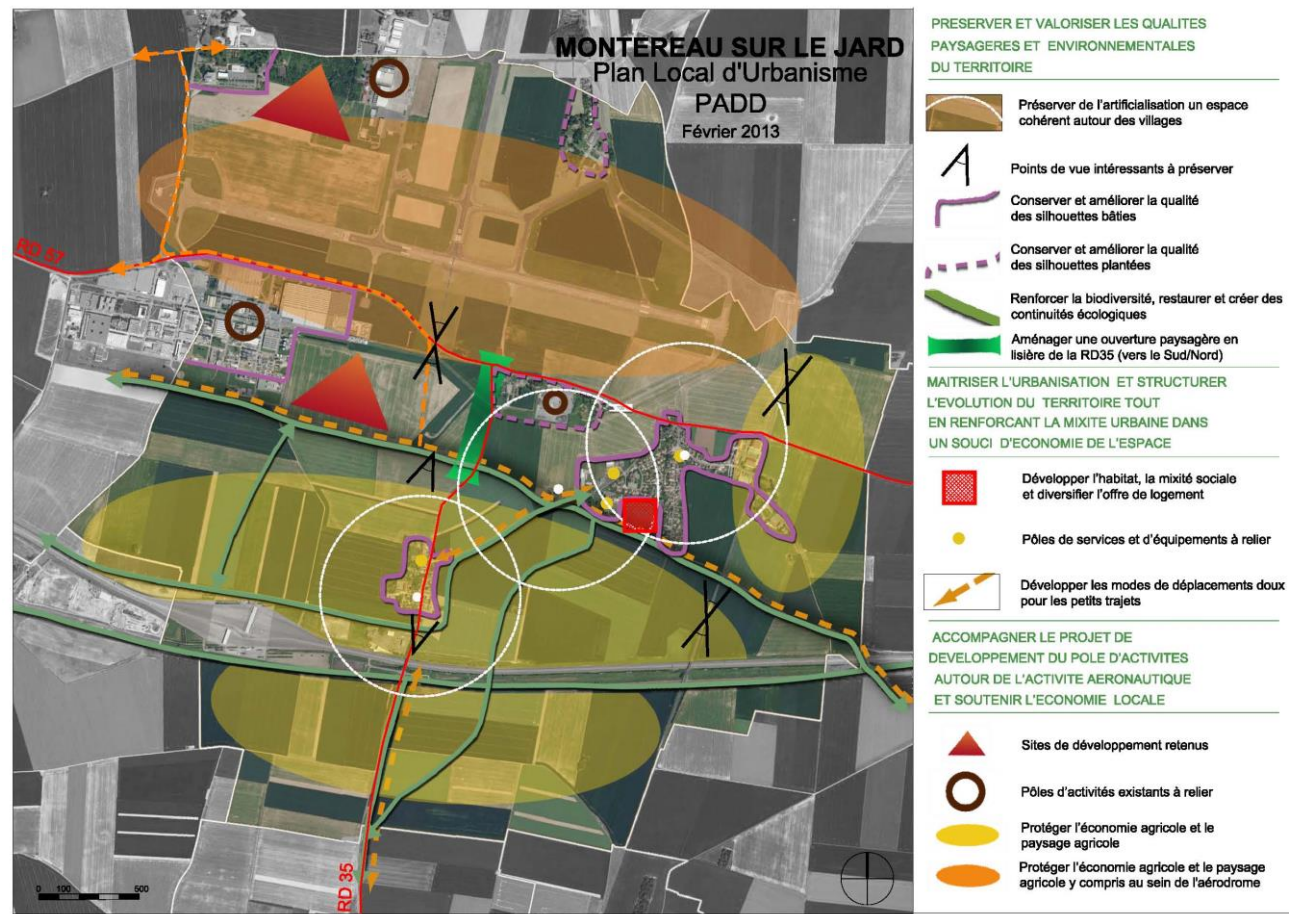 MONTEREAU SUR LE JARD
Plan Local d'Urbanisme
PADD
Février 2013
RD 57
RD 35
0 100 500
PRESERVER ET VALORISER LES QUALITES
PAYSAGERES ET ENVIRONNEMENTALES
DU TERRITOIRE
Préserver de l'artificialisation un espace
cohérent autour des villages
Points de vue intéressants à préserver
Conserver et améliorer la qualité
des silhouettes bâties
Conserver et améliorer la qualité
des silhouettes plantées
Renforcer la biodiversité, restaurer et créer des
continuités écologiques
Aménager une ouverture paysagère en
lisière de la RD35 (vers le Sud/Nord)
MAITRISER L'URBANISATION ET STRUCTURER
L'EVOLUTION DU TERRITOIRE TOUT
EN RENFORCANT LA MIXITE URBAINE DANS
UN SOUCI D'ECONOMIE DE L'ESPACE
Développer l'habitat, la mixité sociale
et diversifier l'offre de logement
Pôles de services et d'équipements à relier
Développer les modes de déplacements doux
pour les petits trajets
ACCOMPAGNER LE PROJET DE
DEVELOPPEMENT DU POLE D'ACTIVITES
AUTOUR DE L'ACTIVITE AERONAUTIQUE
ET SOUTENIR L'ECONOMIE LOCALE
Sites de développement retenus
Pôles d'activités existants à relier
Protéger l'économie agricole et le
paysage agricole
Protéger l'économie agricole et le paysage
agricole y compris au sein de l'aérodrome